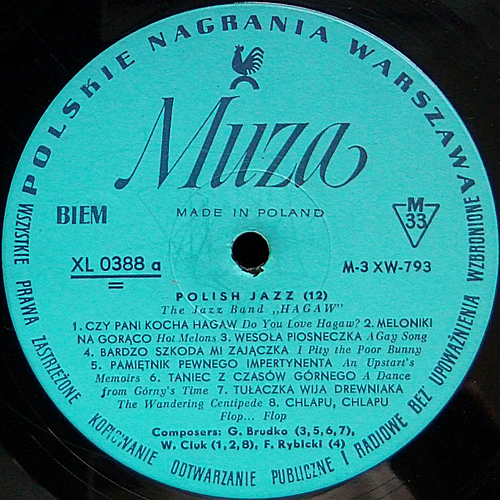 POLSKIE NAGRANIA WARSZAWA
Muza
MADE IN POLAND
BIEM
M
33
XL 0388 a
M-3 XW-793
POLISH JAZZ (12)
The Jazz Band „HAGAW"
1. CZY PANI KOCHA HAGAW Do You Love Hagaw? 2. MELONIKI
NA GORĄCO Hot Melons 3. WESOŁA PIOSNECZKA A Gay Song
4. BARDZO SZKODA MI ZAJĄCZKA I Pity the Poor Bunny
5. PAMIĘTNIK PEWNEGO IMPERTYNENTA An Upstart's
Memoirs 6. TANIEC Z CZASÓW GÓRNEGO A Dance
from Górny's Time 7. TUŁACZKA WIJA DREWNIAKA
The Wandering Centipede 8. CHLAPU, CHLAPU
Flop... Flop
Composers: G. Brudko (3, 5, 6, 7),
W. Ciuk (1, 2, 8), F. Rybicki (4)
WSZYSTKIE PRAWA ZASTRZEŻONE KOPIOWANIE ODTWARZANIE PUBLICZNE I RADIOWE BEZ UPOWAŻNIENIA WZBRONIONE